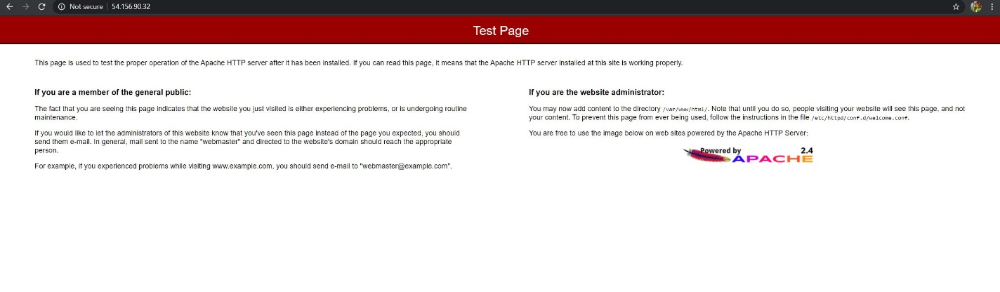 Not secure 54.156.90.32
Test Page
This page is used to test the proper operation of the Apache HTTP server after it has been installed. If you can read this page, it means that the Apache HTTP server installed at this site is working properly.
If you are a member of the general public:
The fact that you are seeing this page indicates that the website you just visited is either experiencing problems, or is undergoing routine
maintenance.
If you would like to let the administrators of this website know that you've seen this page instead of the page you expected, you should
send them e-mail. In general, mail sent to the name "webmaster" and directed to the website's domain should reach the appropriate
person.
For example, if you experienced problems while visiting www.example.com, you should send e-mail to "webmaster@example.com".
If you are the website administrator:
You may now add content to the directory /var/www/html/. Note that until you do so, people visiting your website will see this page, and not
your content. To prevent this page from ever being used, follow the instructions in the file /etc/httpd/conf.d/welcome.conf.
You are free to use the image below on web sites powered by the Apache HTTP Server:
Powered by 2.4
APACHE